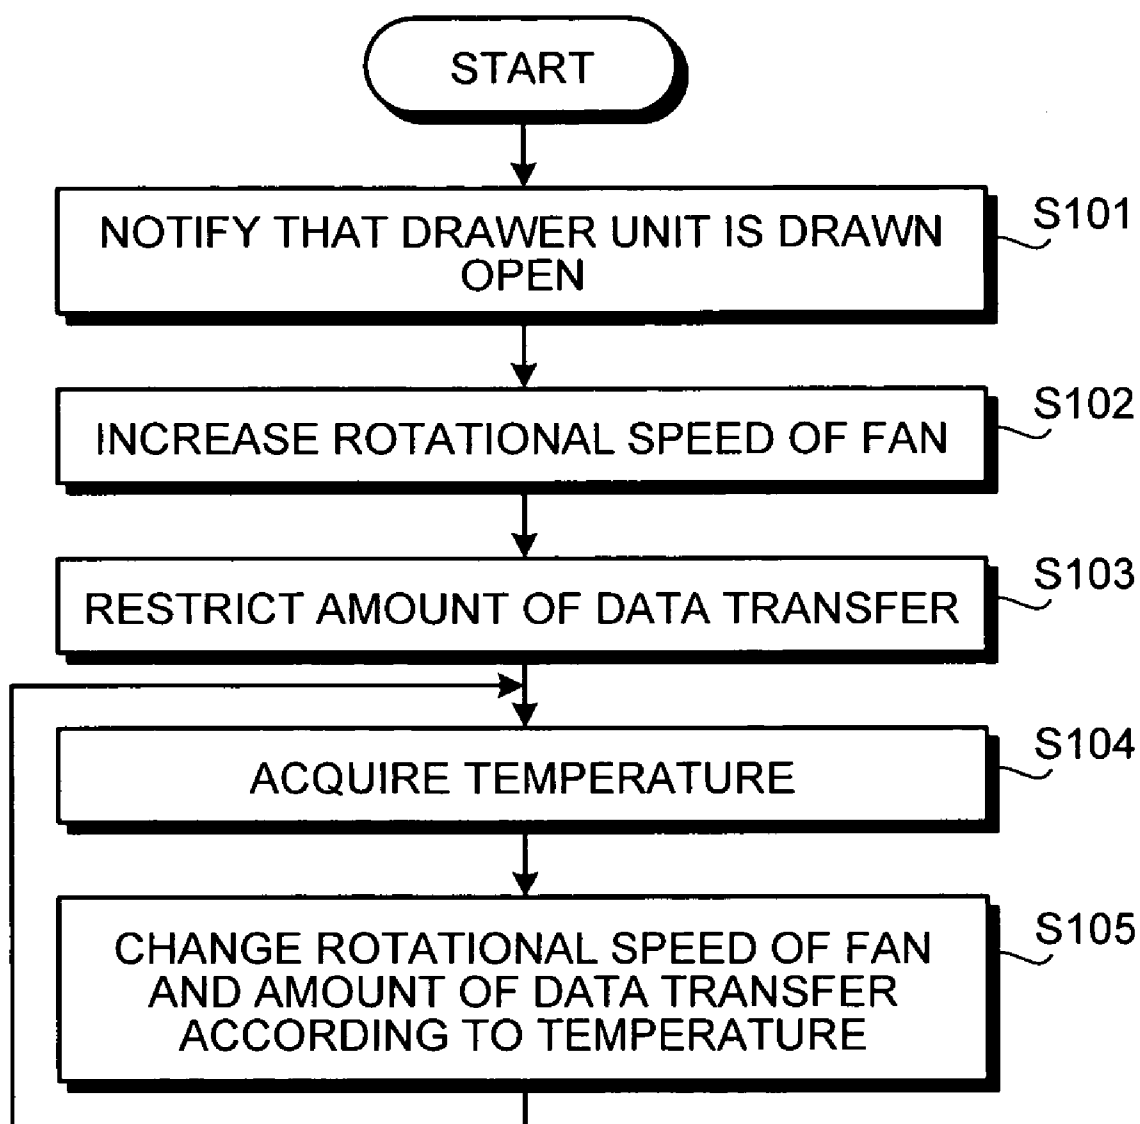 START
NOTIFY THAT DRAWER UNIT IS DRAWN
OPEN
S101
INCREASE ROTATIONAL SPEED OF FAN
S102
RESTRICT AMOUNT OF DATA TRANSFER
S103
ACQUIRE TEMPERATURE
S104
CHANGE ROTATIONAL SPEED OF FAN
AND AMOUNT OF DATA TRANSFER
ACCORDING TO TEMPERATURE
S105